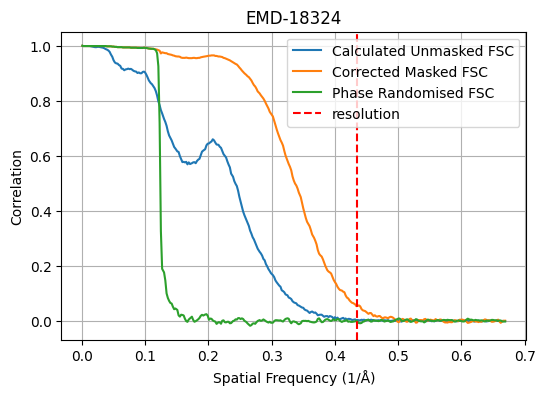 EMD-18324
Calculated Unmasked FSC
Corrected Masked FSC
Phase Randomised FSC
resolution
Correlation
1.0
0.8
0.6
0.4
0.2
0.0
0.0 0.1 0.2 0.3 0.4 0.5 0.6 0.7
Spatial Frequency (1/Å)